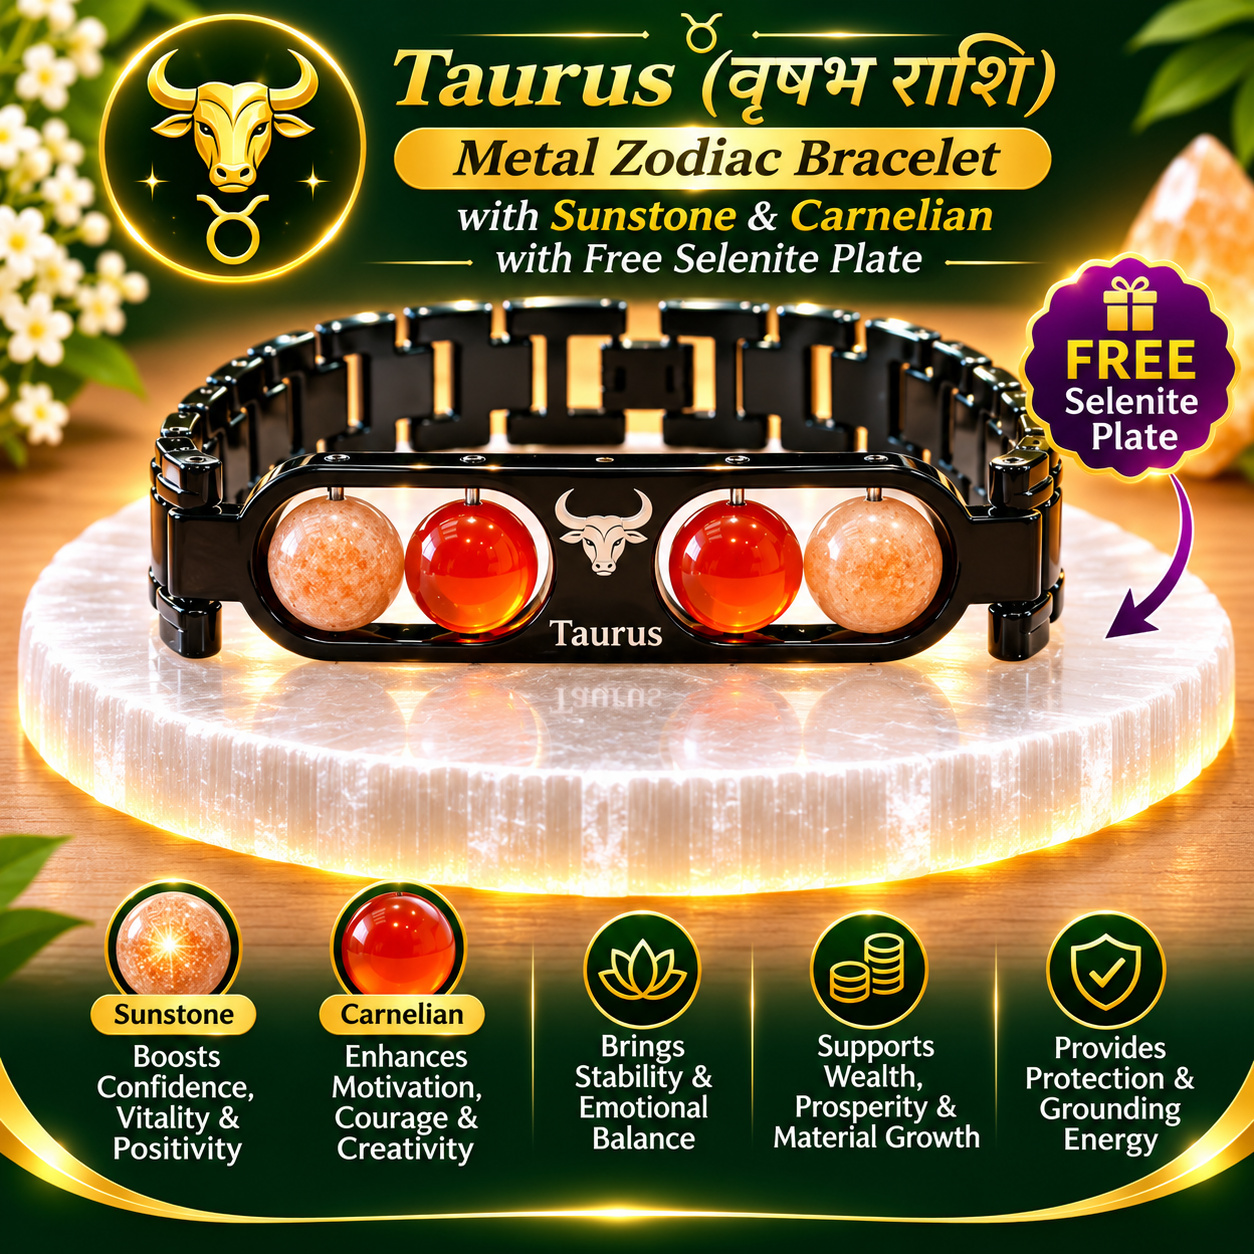 Taurus (वृषभ राशि)
Metal Zodiac Bracelet
with Sunstone & Carnelian
with Free Selenite Plate
FREE
Selenite
Plate
Taurus
Taurus
Sunstone
Boosts
Confidence,
Vitality &
Positivity
Carnelian
Enhances
Motivation,
Courage &
Creativity
Brings
Stability &
Emotional
Balance
Supports
Wealth,
Prosperity &
Material Growth
Provides
Protection &
Grounding
Energy